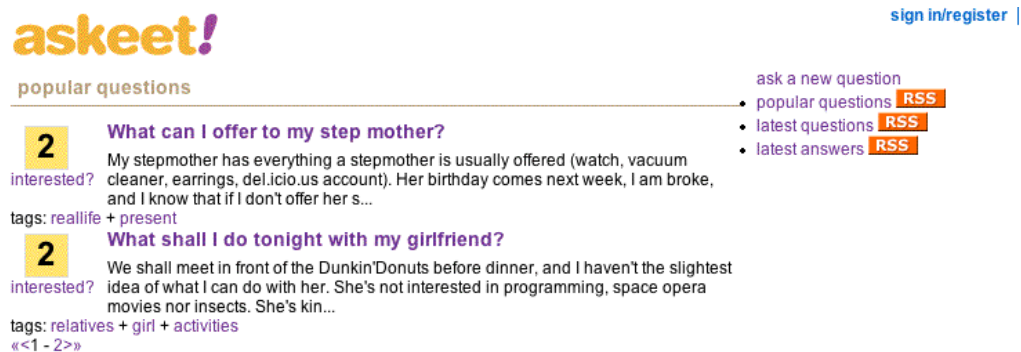 askeet!
sign in/register |
popular questions
ask a new question
popular questions RSS
latest questions RSS
latest answers RSS
2
interested?
What can I offer to my step mother?
My stepmother has everything a stepmother is usually offered (watch, vacuum
cleaner, earrings, del.icio.us account). Her birthday comes next week, I am broke,
and I know that if I don't offer her s...
tags: reallife + present
2
interested?
What shall I do tonight with my girlfriend?
We shall meet in front of the Dunkin'Donuts before dinner, and I haven't the slightest
idea of what I can do with her. She's not interested in programming, space opera
movies nor insects. She's kin...
tags: relatives + girl + activities
«<1 - 2>»